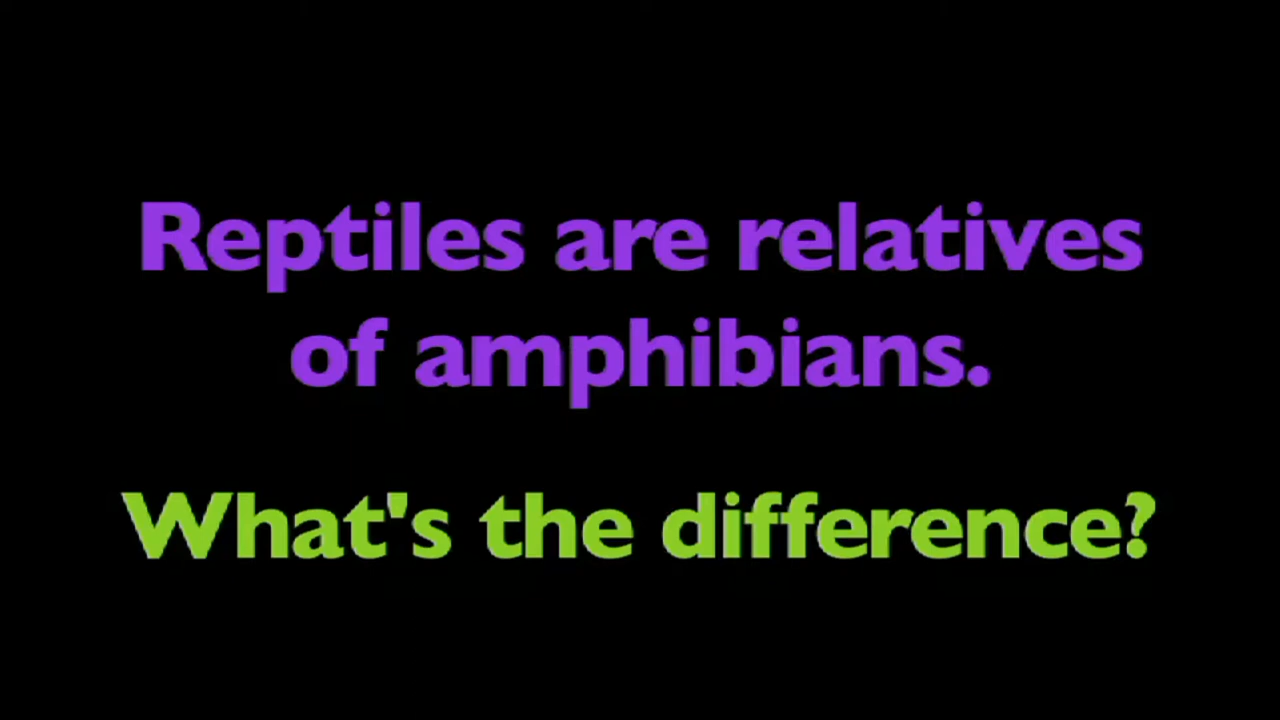 Reptiles are relatives
of amphibians.
What's the difference?